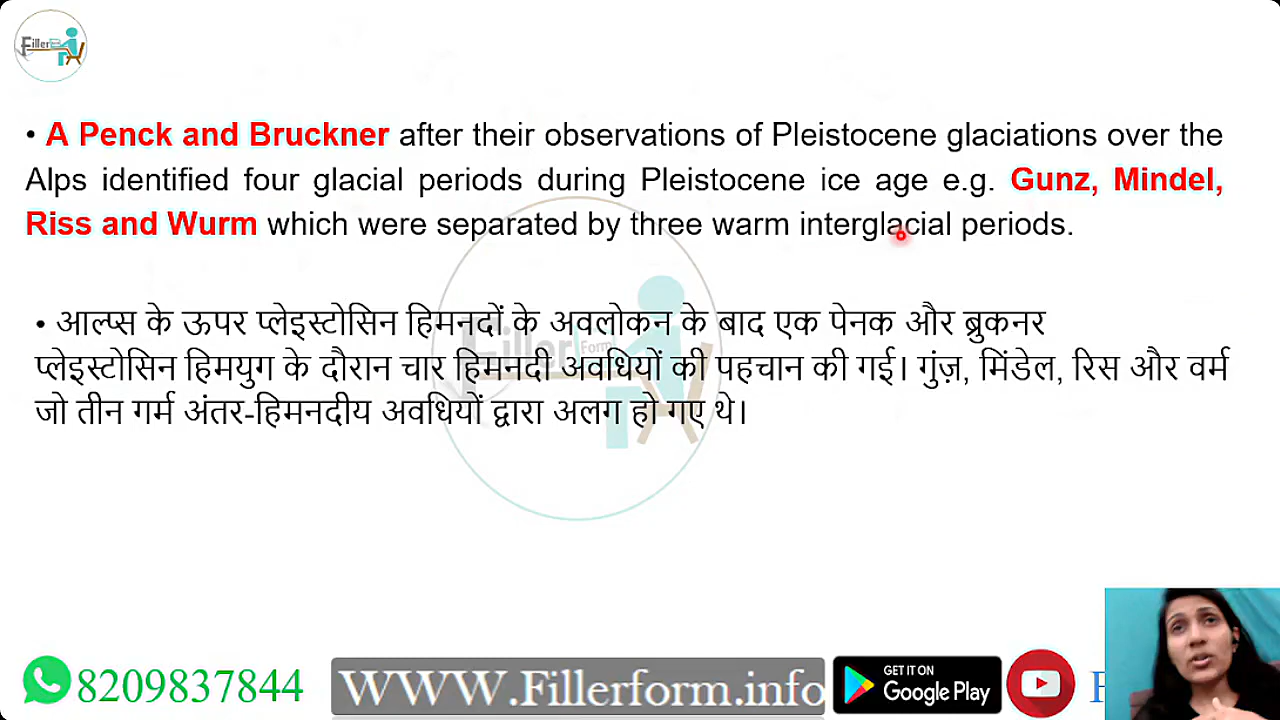 Filler
• A Penck and Bruckner after their observations of Pleistocene glaciations over the
Alps identified four glacial periods during Pleistocene ice age e.g. Gunz, Mindel,
Riss and Wurm which were separated by three warm interglacial periods.
Filler Form
• आल्प्स के ऊपर प्लेइस्टोसिन हिमनदों के अवलोकन के बाद एक पेनक और ब्रुकनर
प्लेइस्टोसिन हिमयुग के दौरान चार हिमनदी अवधियों की पहचान की गई। गुंज़, मिंडेल, रिस और वर्म
जो तीन गर्म अंतर-हिमनदीय अवधियों द्वारा अलग हो गए थे।
8209837844
WWW.Fillerform.info
GET IT ON
Google Play